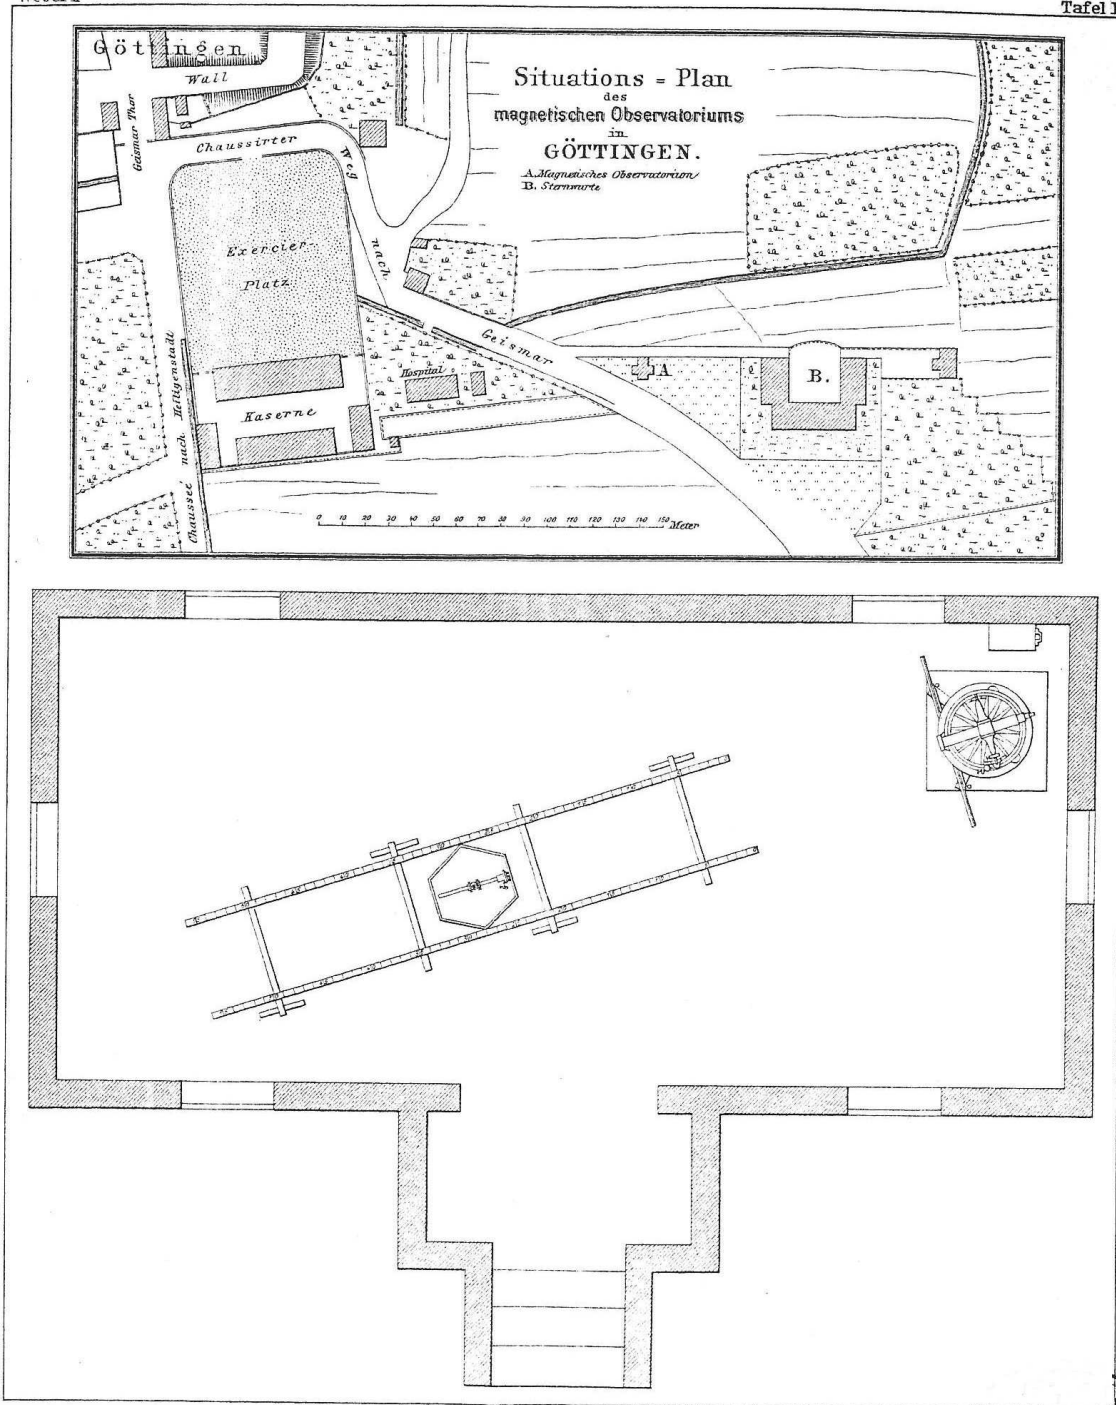 Tafel I
Göttingen
Wall
Geismar Thor
Chaussirter
Weg
nach
Geismar
Situations = Plan
des
magnetischen Observatoriums
in
GÖTTINGEN.
A. Magnetisches Observatorium
B. Sternwarte
Exercier-
Platz
Hospital
Kaserne
Chaussée nach Heiligenstadt
A
B.
0 10 20 30 40 50 60 70 80 90 100 110 120 130 140 150 Meter